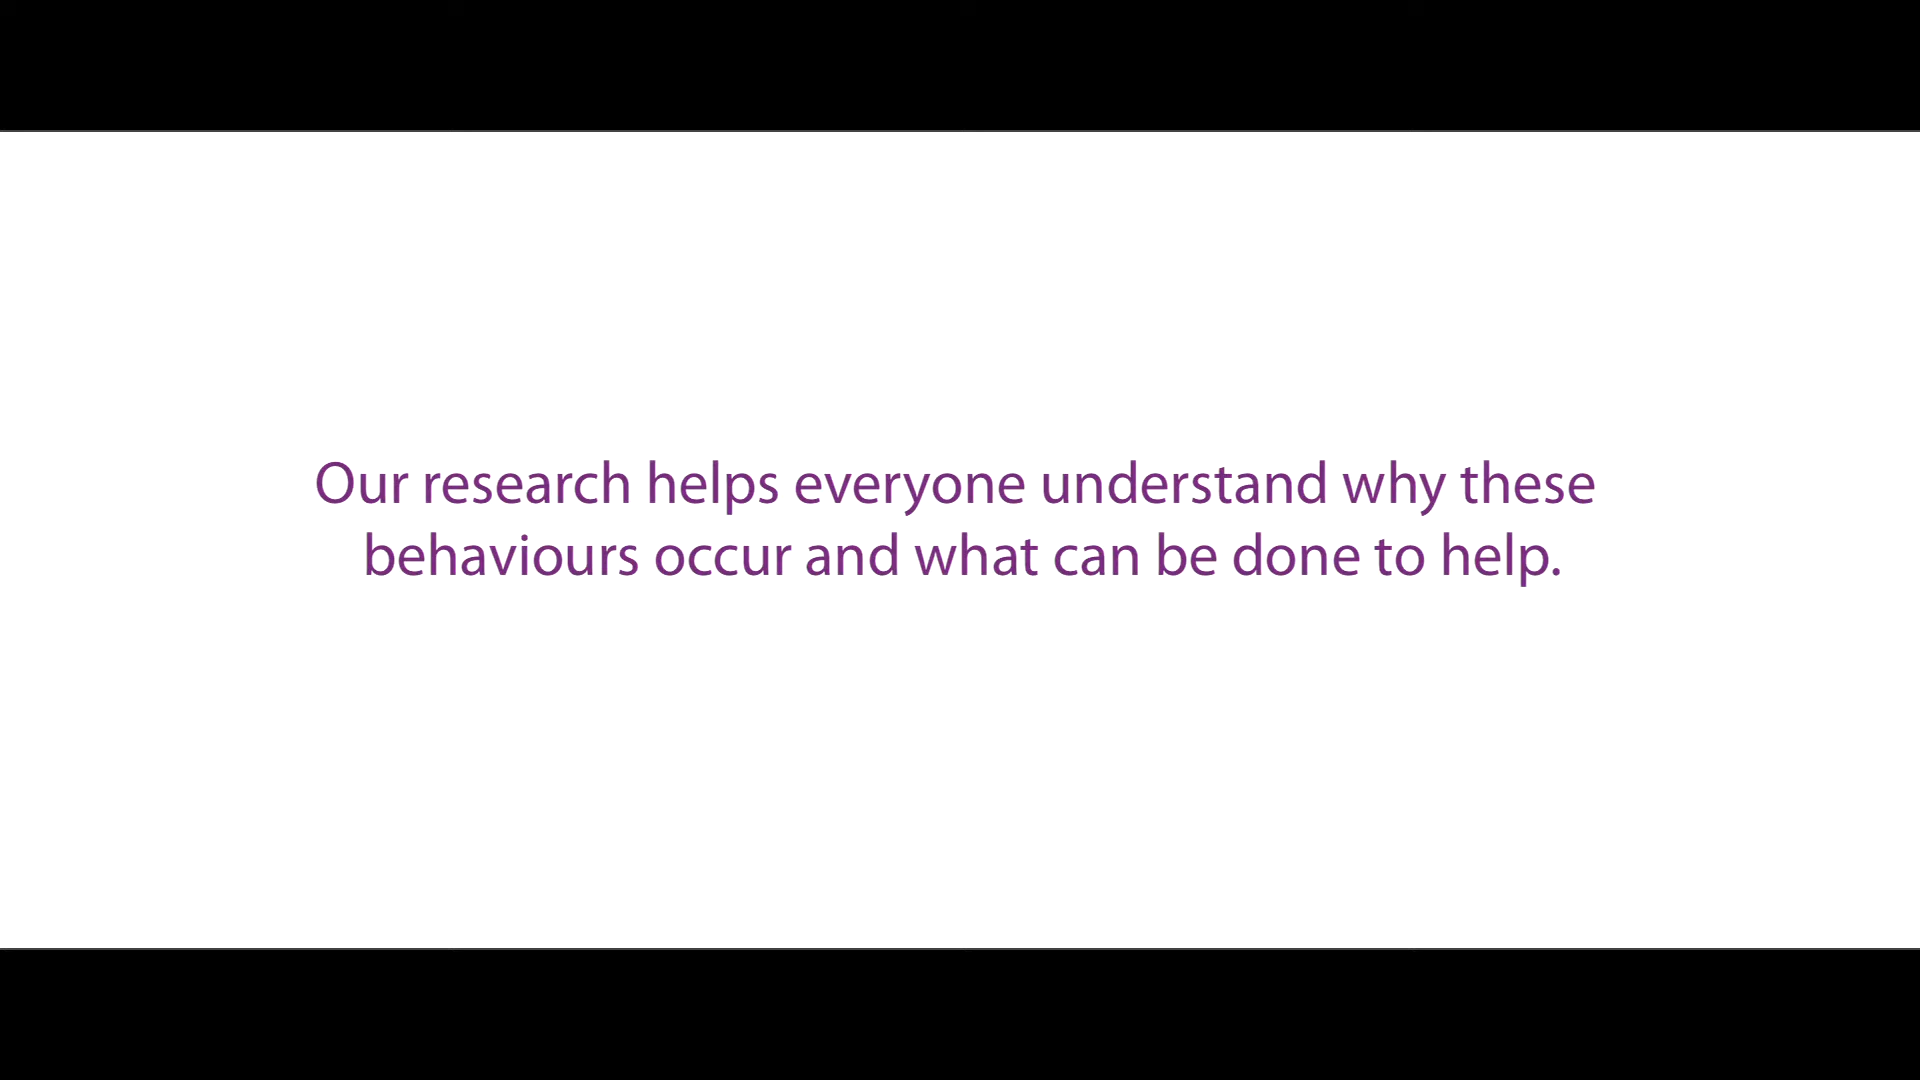 Our research helps everyone understand why these
behaviours occur and what can be done to help.